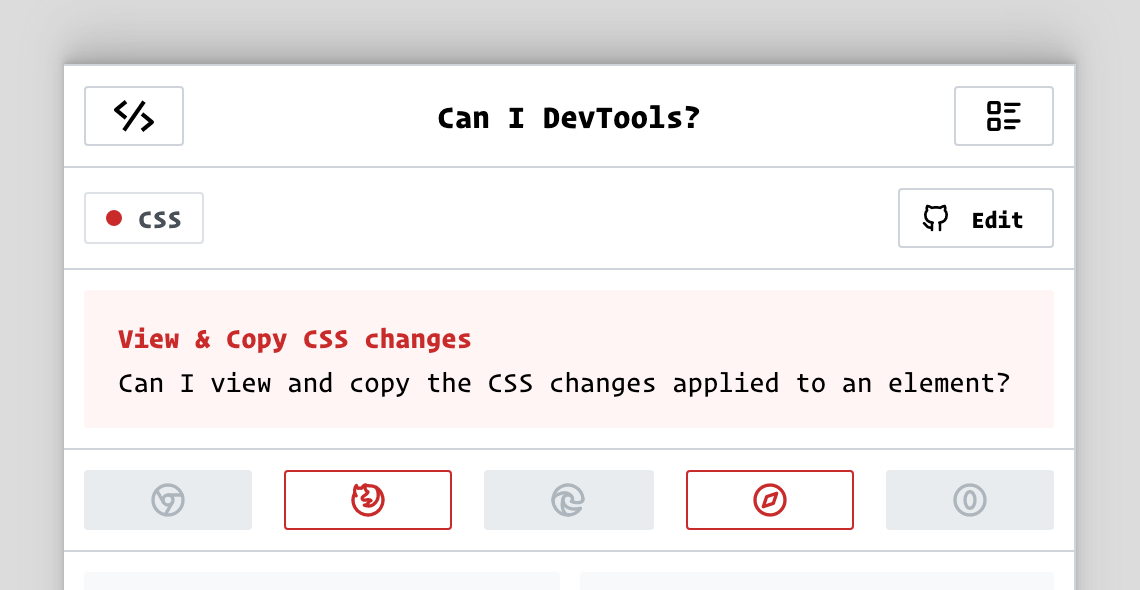 Can I DevTools?
CSS
Edit
View & Copy CSS changes
Can I view and copy the CSS changes applied to an element?